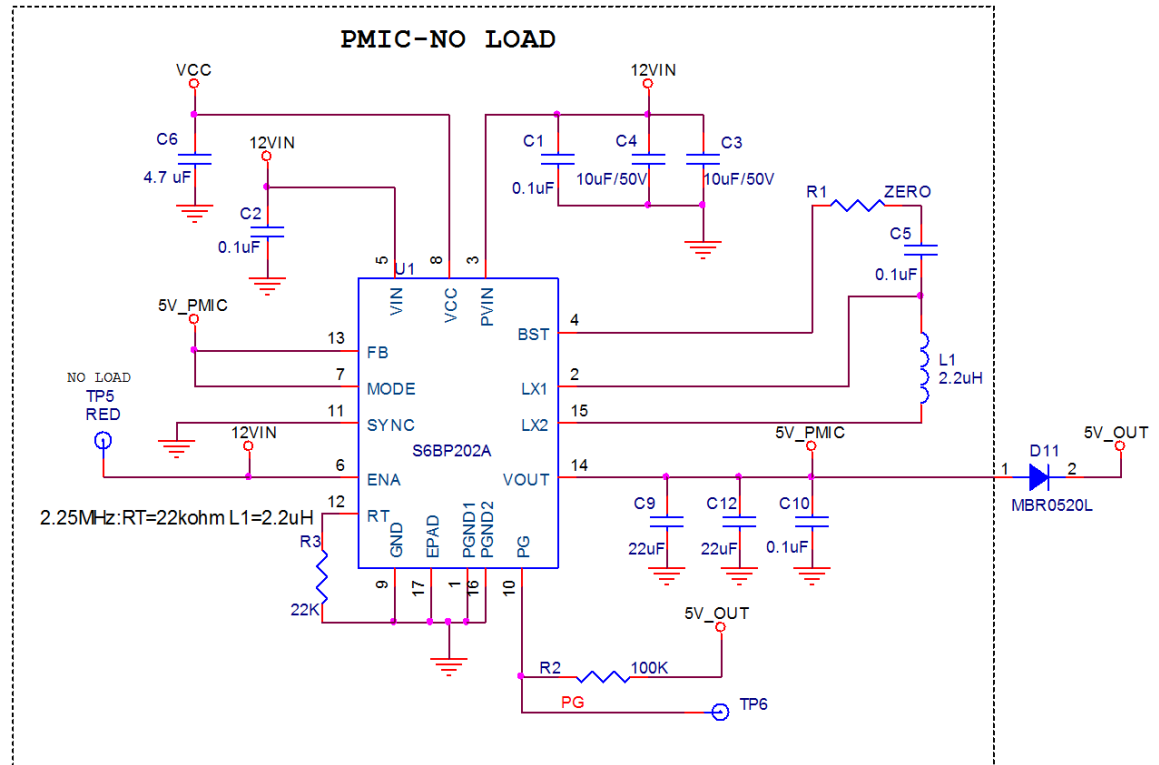 PMIC-NO LOAD
VCC
12VIN
C6
4.7 uF
12VIN
C2
0.1uF
C1
0.1uF
C4
10uF/50V
C3
10uF/50V
R1
ZERO
C5
0.1uF
L1
2.2uH
U1
5
8
3
VIN
VCC
PVIN
5V_PMIC
13
FB
7
MODE
11
SYNC
6
ENA
12
RT
BST
4
LX1
2
LX2
15
VOUT
14
S6BP202A
NO LOAD
TP5
RED
12VIN
2.25MHz:RT=22kohm L1=2.2uH
R3
22K
GND
EPAD
PGND1
PGND2
PG
9
17
1
16
10
5V_PMIC
C9
22uF
C12
22uF
C10
0.1uF
1
D11
2
MBR0520L
5V_OUT
5V_OUT
R2
100K
PG
TP6